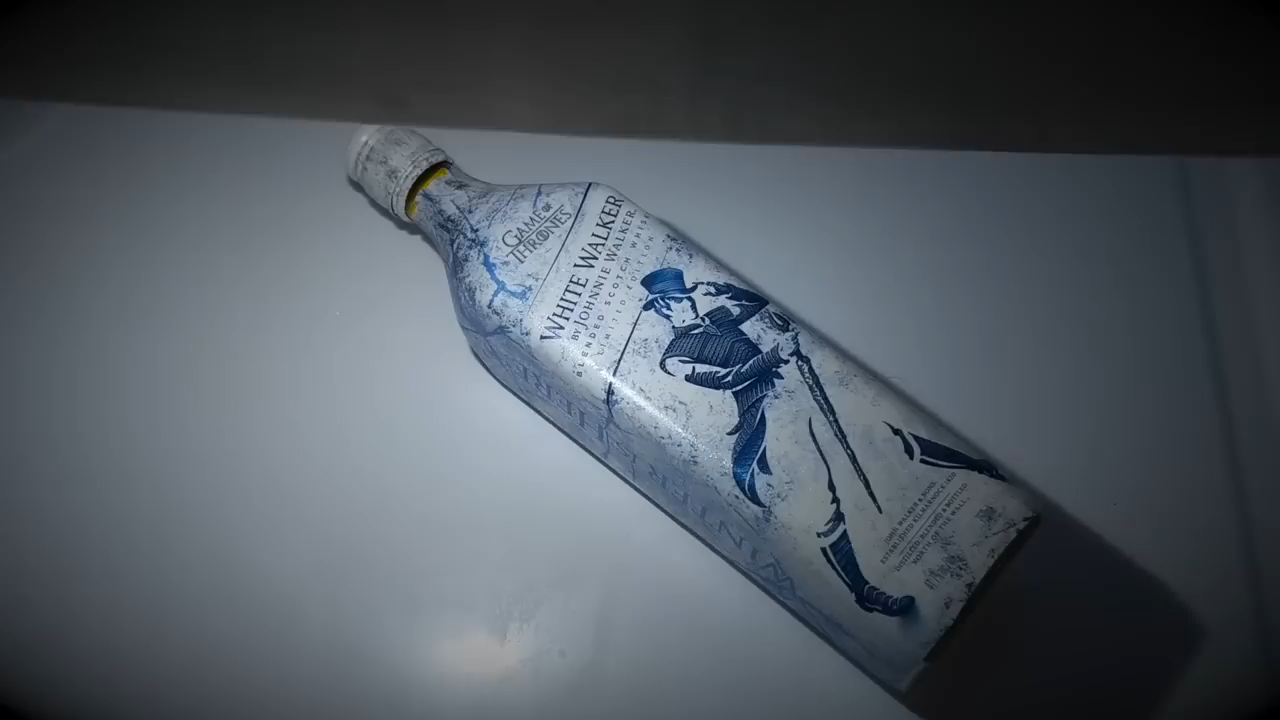 GAME OF
THRONES
WHITE WALKER
BY JOHNNIE WALKER.
BLENDED SCOTCH WHISKY
LIMITED EDITION
WINTER IS HERE
JOHN WALKER & SONS,
ESTABLISHED KILMARNOCK 1820
DISTILLED, BLENDED & BOTTLED
NORTH OF THE WALL.